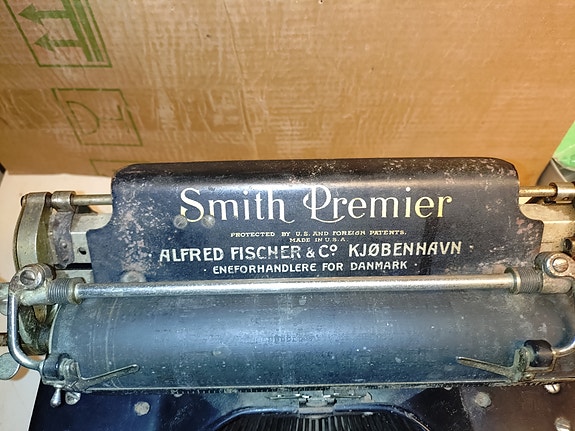 Smith Premier
PROTECTED BY U.S. AND FOREIGN PATENTS.
MADE IN U.S.A.
· ALFRED FISCHER & Cº KJØBENHAVN ·
· ENEFORHANDLERE FOR DANMARK ·